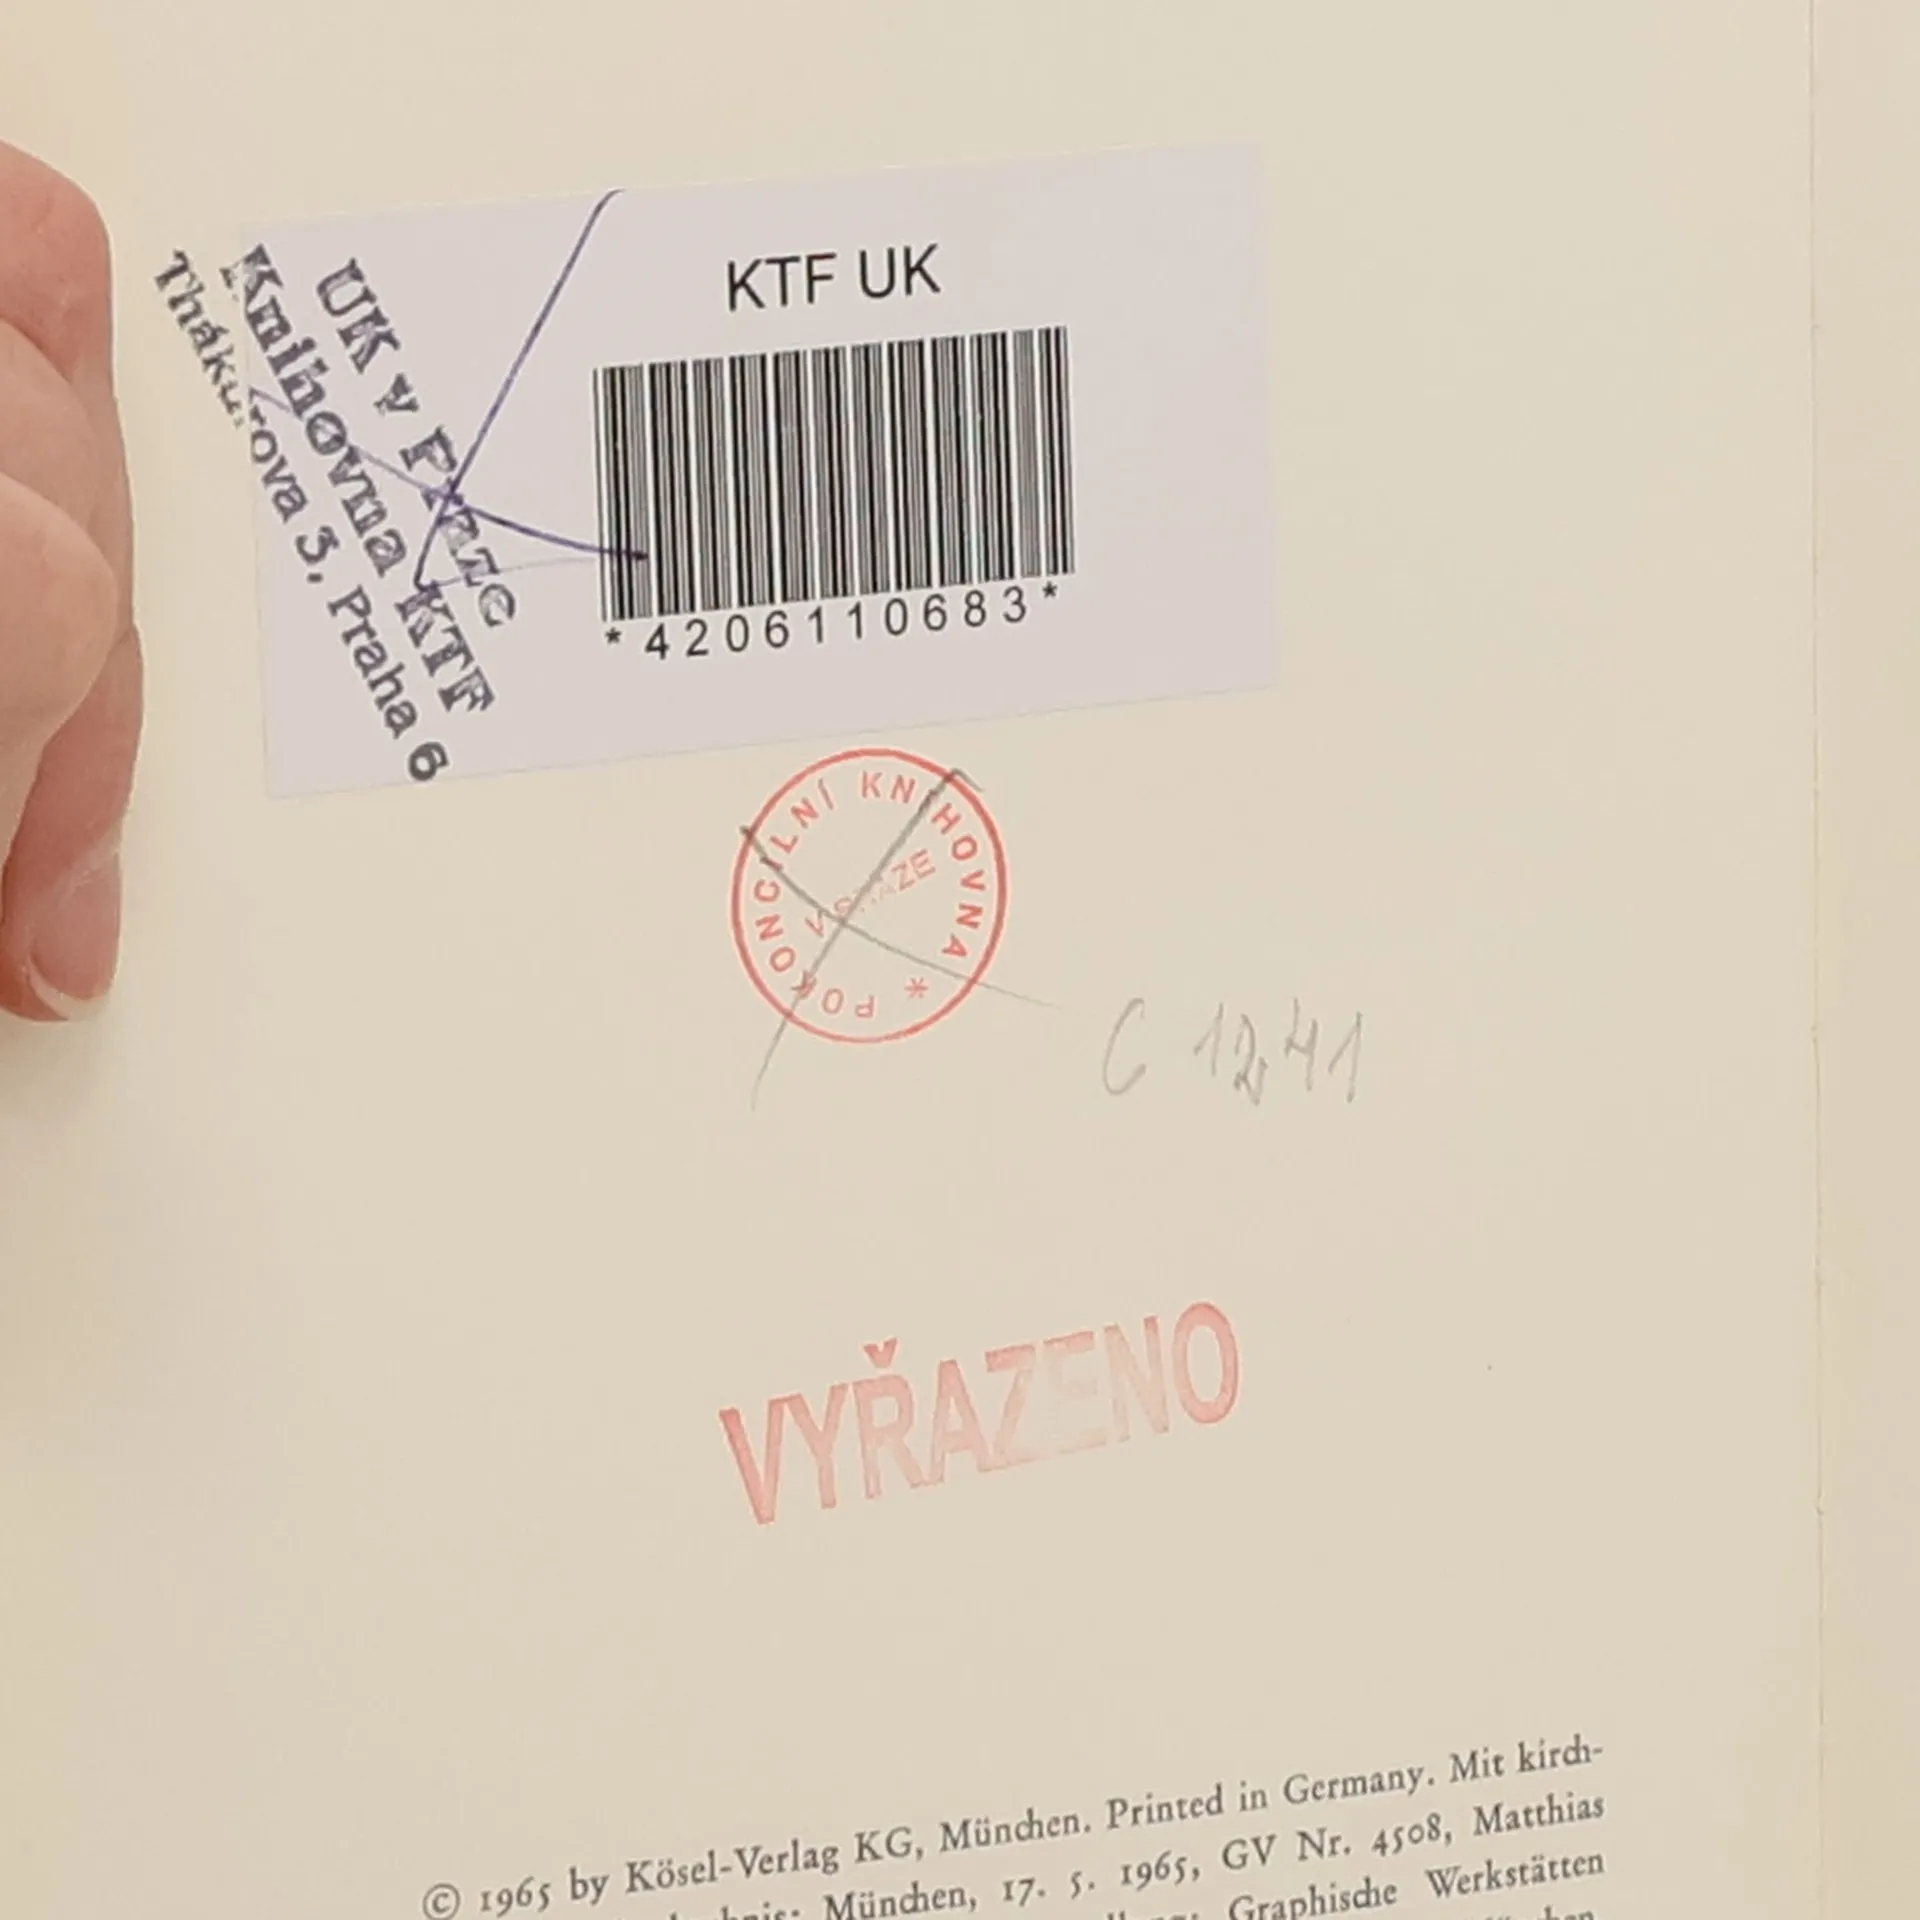 UK v Praze
Knihovna KTF
Thákurova 3, Praha 6
KTF UK
*4206110683*
POKONCILNÍ KNIHOVNA *
C 1241
VYŘAZENO
© 1965 by Kösel-Verlag KG, München. Printed in Germany. Mit kirch-
München, 17. 5. 1965, GV Nr. 4508, Matthias
Graphische Werkstätten